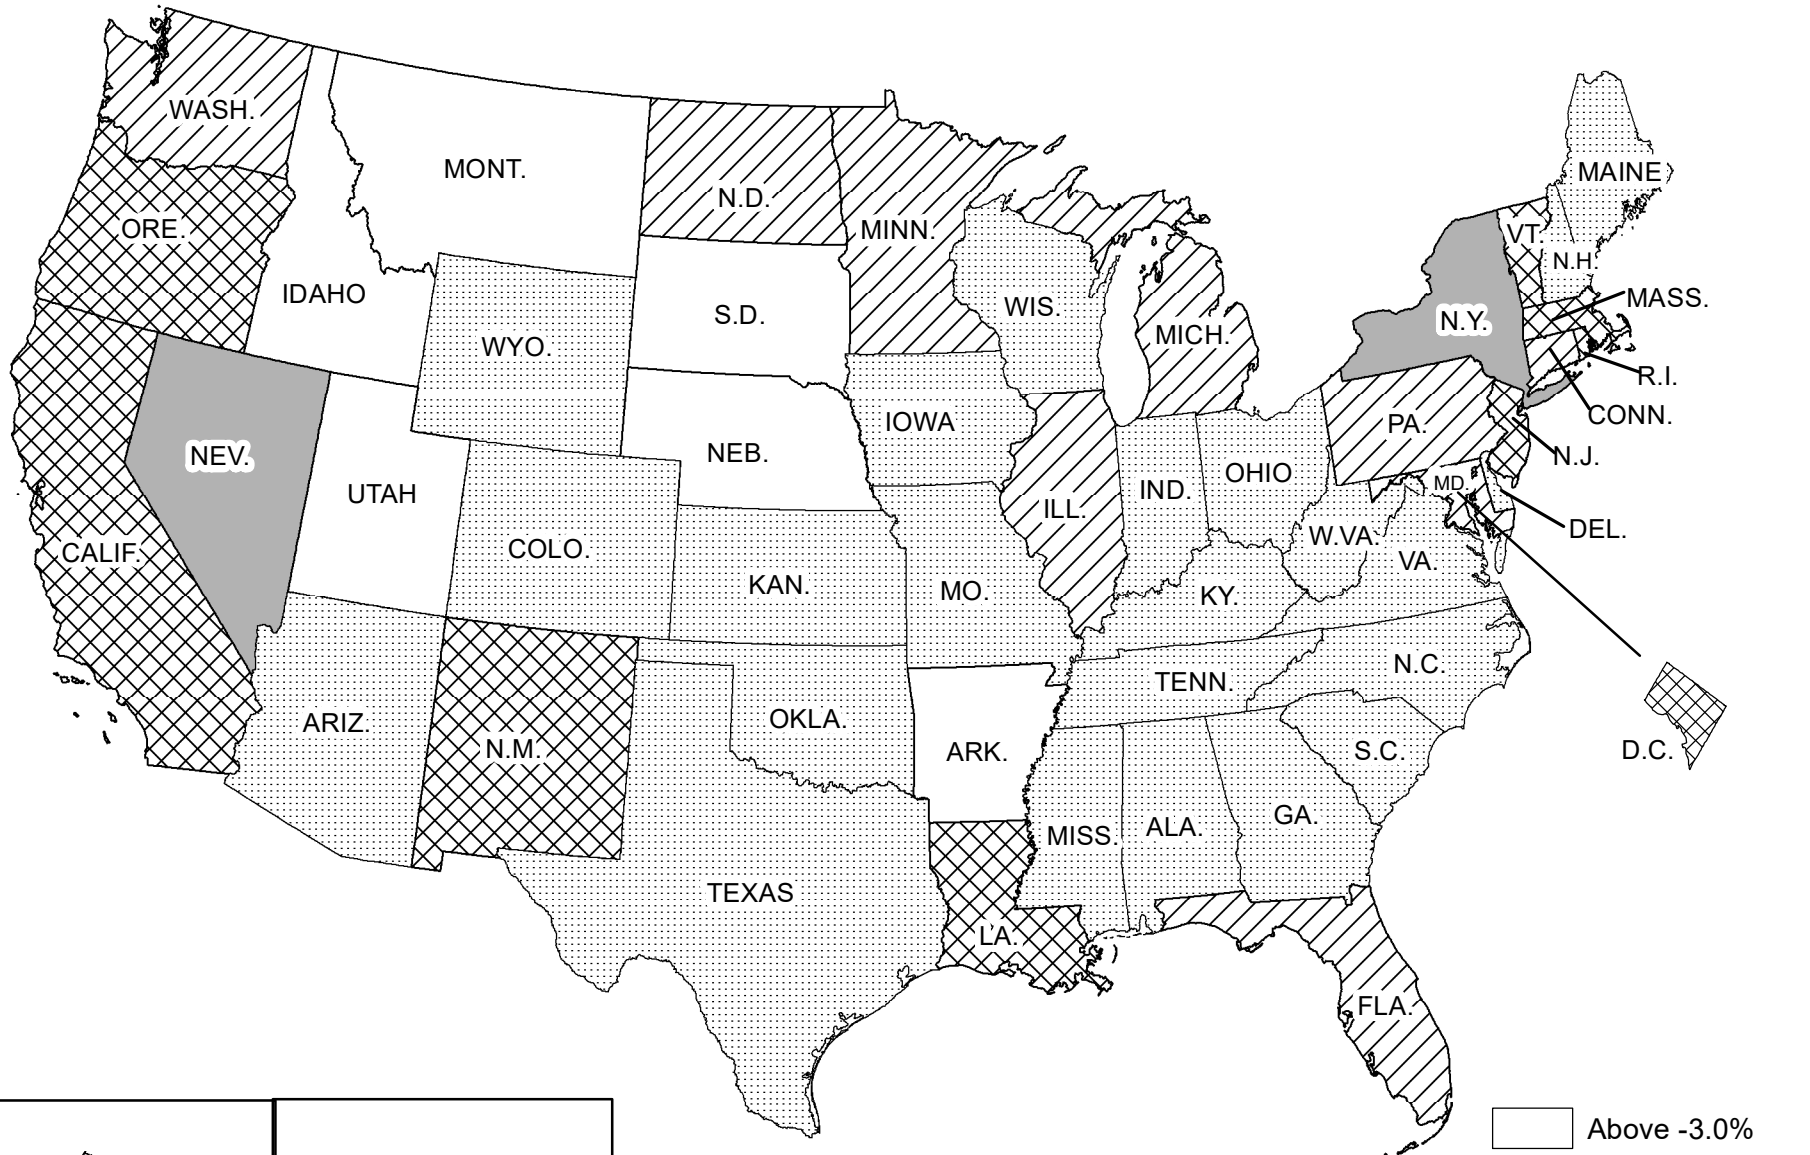 WASH.
MONT.
N.D.
MINN.
MAINE
ORE.
VT.
N.H.
IDAHO
S.D.
WIS.
MICH.
N.Y.
MASS.
WYO.
R.I.
CONN.
IOWA
PA.
NEV.
NEB.
N.J.
UTAH
ILL.
IND.
OHIO
MD.
COLO.
W.VA.
DEL.
CALIF.
KAN.
MO.
KY.
VA.
ARIZ.
N.M.
OKLA.
TENN.
N.C.
ARK.
S.C.
D.C.
MISS.
ALA.
GA.
TEXAS
LA.
FLA.
Above -3.0%